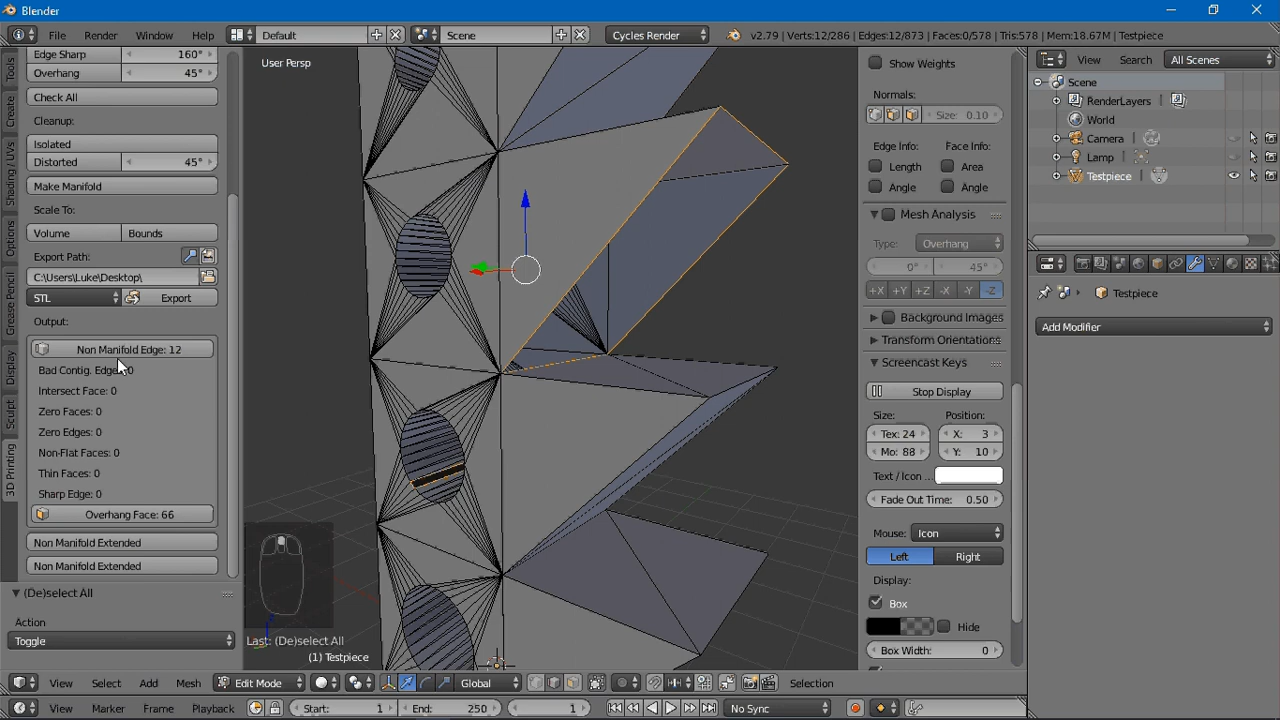 Blender
File Render Window Help Default Scene Cycles Render v2.79 | Verts:12/286 | Edges:12/873 | Faces:0/578 | Tris:578 | Mem:18.67M | Testpiece
Tools
Create
Shading / UVs
Options
Grease Pencil
Display
Sculpt
3D Printing
Edge Sharp 160°
Overhang 45°
Check All
Cleanup:
Isolated
Distorted 45°
Make Manifold
Scale To:
Volume Bounds
Export Path:
C:\Users\Luke\Desktop\
STL Export
Output:
Non Manifold Edge: 12
Bad Contig. Edge: 0
Intersect Face: 0
Zero Faces: 0
Zero Edges: 0
Non-Flat Faces: 0
Thin Faces: 0
Sharp Edge: 0
Overhang Face: 66
Non Manifold Extended
Non Manifold Extended
(De)select All
Action
Toggle
User Persp
Last: (De)select All
(1) Testpiece
Show Weights
Normals:
Size: 0.10
Edge Info: Face Info:
Length Area
Angle Angle
Mesh Analysis
Type: Overhang
0° 45°
+X +Y +Z -X -Y -Z
Background Images
Transform Orientations
Screencast Keys
Stop Display
Size: Position:
Tex: 24 X: 3
Mo: 88 Y: 10
Text / Icon ...
Fade Out Time: 0.50
Mouse: Icon
Left Right
Display:
Box
Hide
Box Width: 0
View Search All Scenes
Scene
RenderLayers
World
Camera
Lamp
Testpiece
Testpiece
Add Modifier
View Select Add Mesh Edit Mode Global Selection
View Marker Frame Playback Start: 1 End: 250 1 No Sync